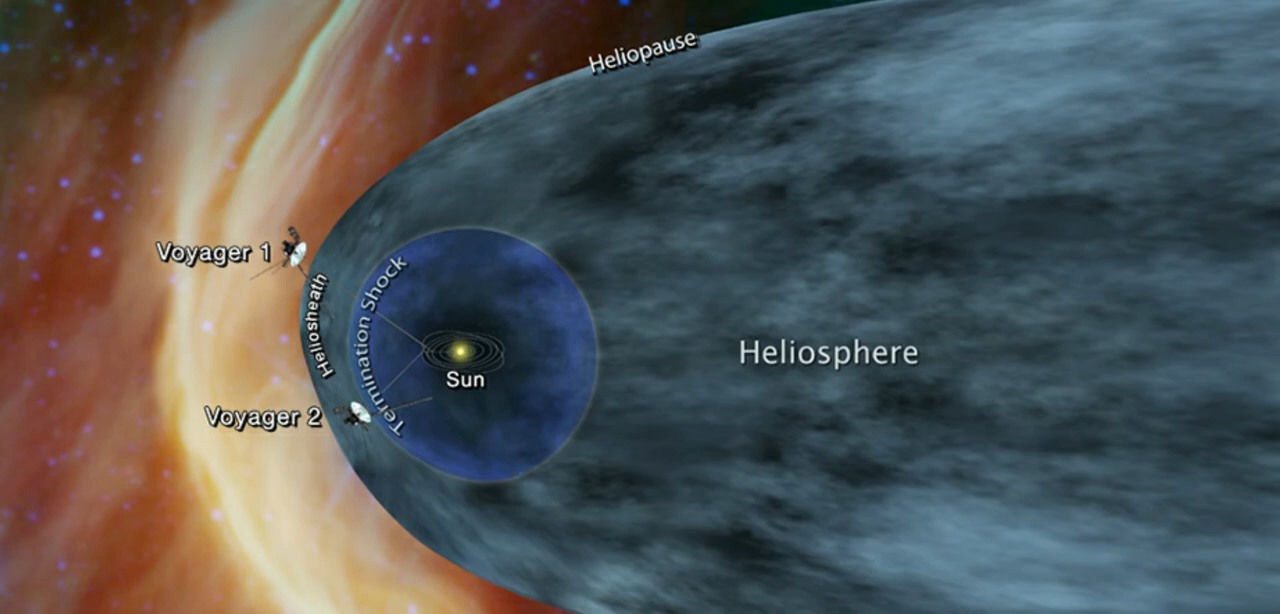 Heliopause
Voyager 1
Heliosheath
Termination Shock
Sun
Heliosphere
Voyager 2